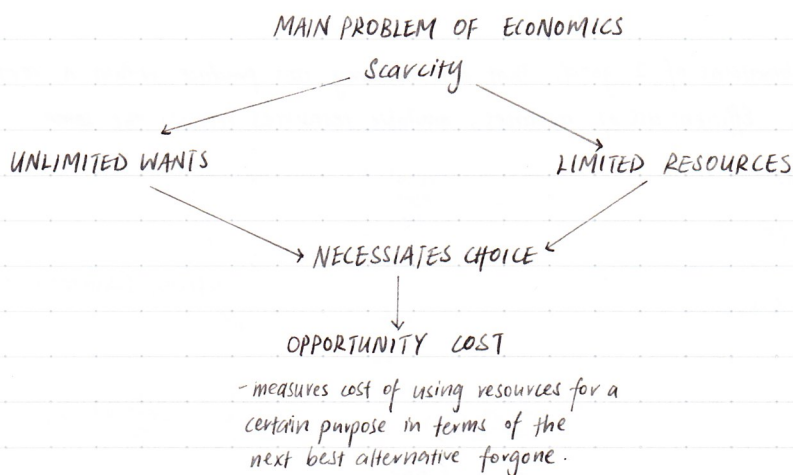 MAIN PROBLEM OF ECONOMICS
Scarcity
UNLIMITED WANTS
LIMITED RESOURCES
NECESSIATES CHOICE
OPPORTUNITY COST
- measures cost of using resources for a
certain purpose in terms of the
next best alternative forgone.